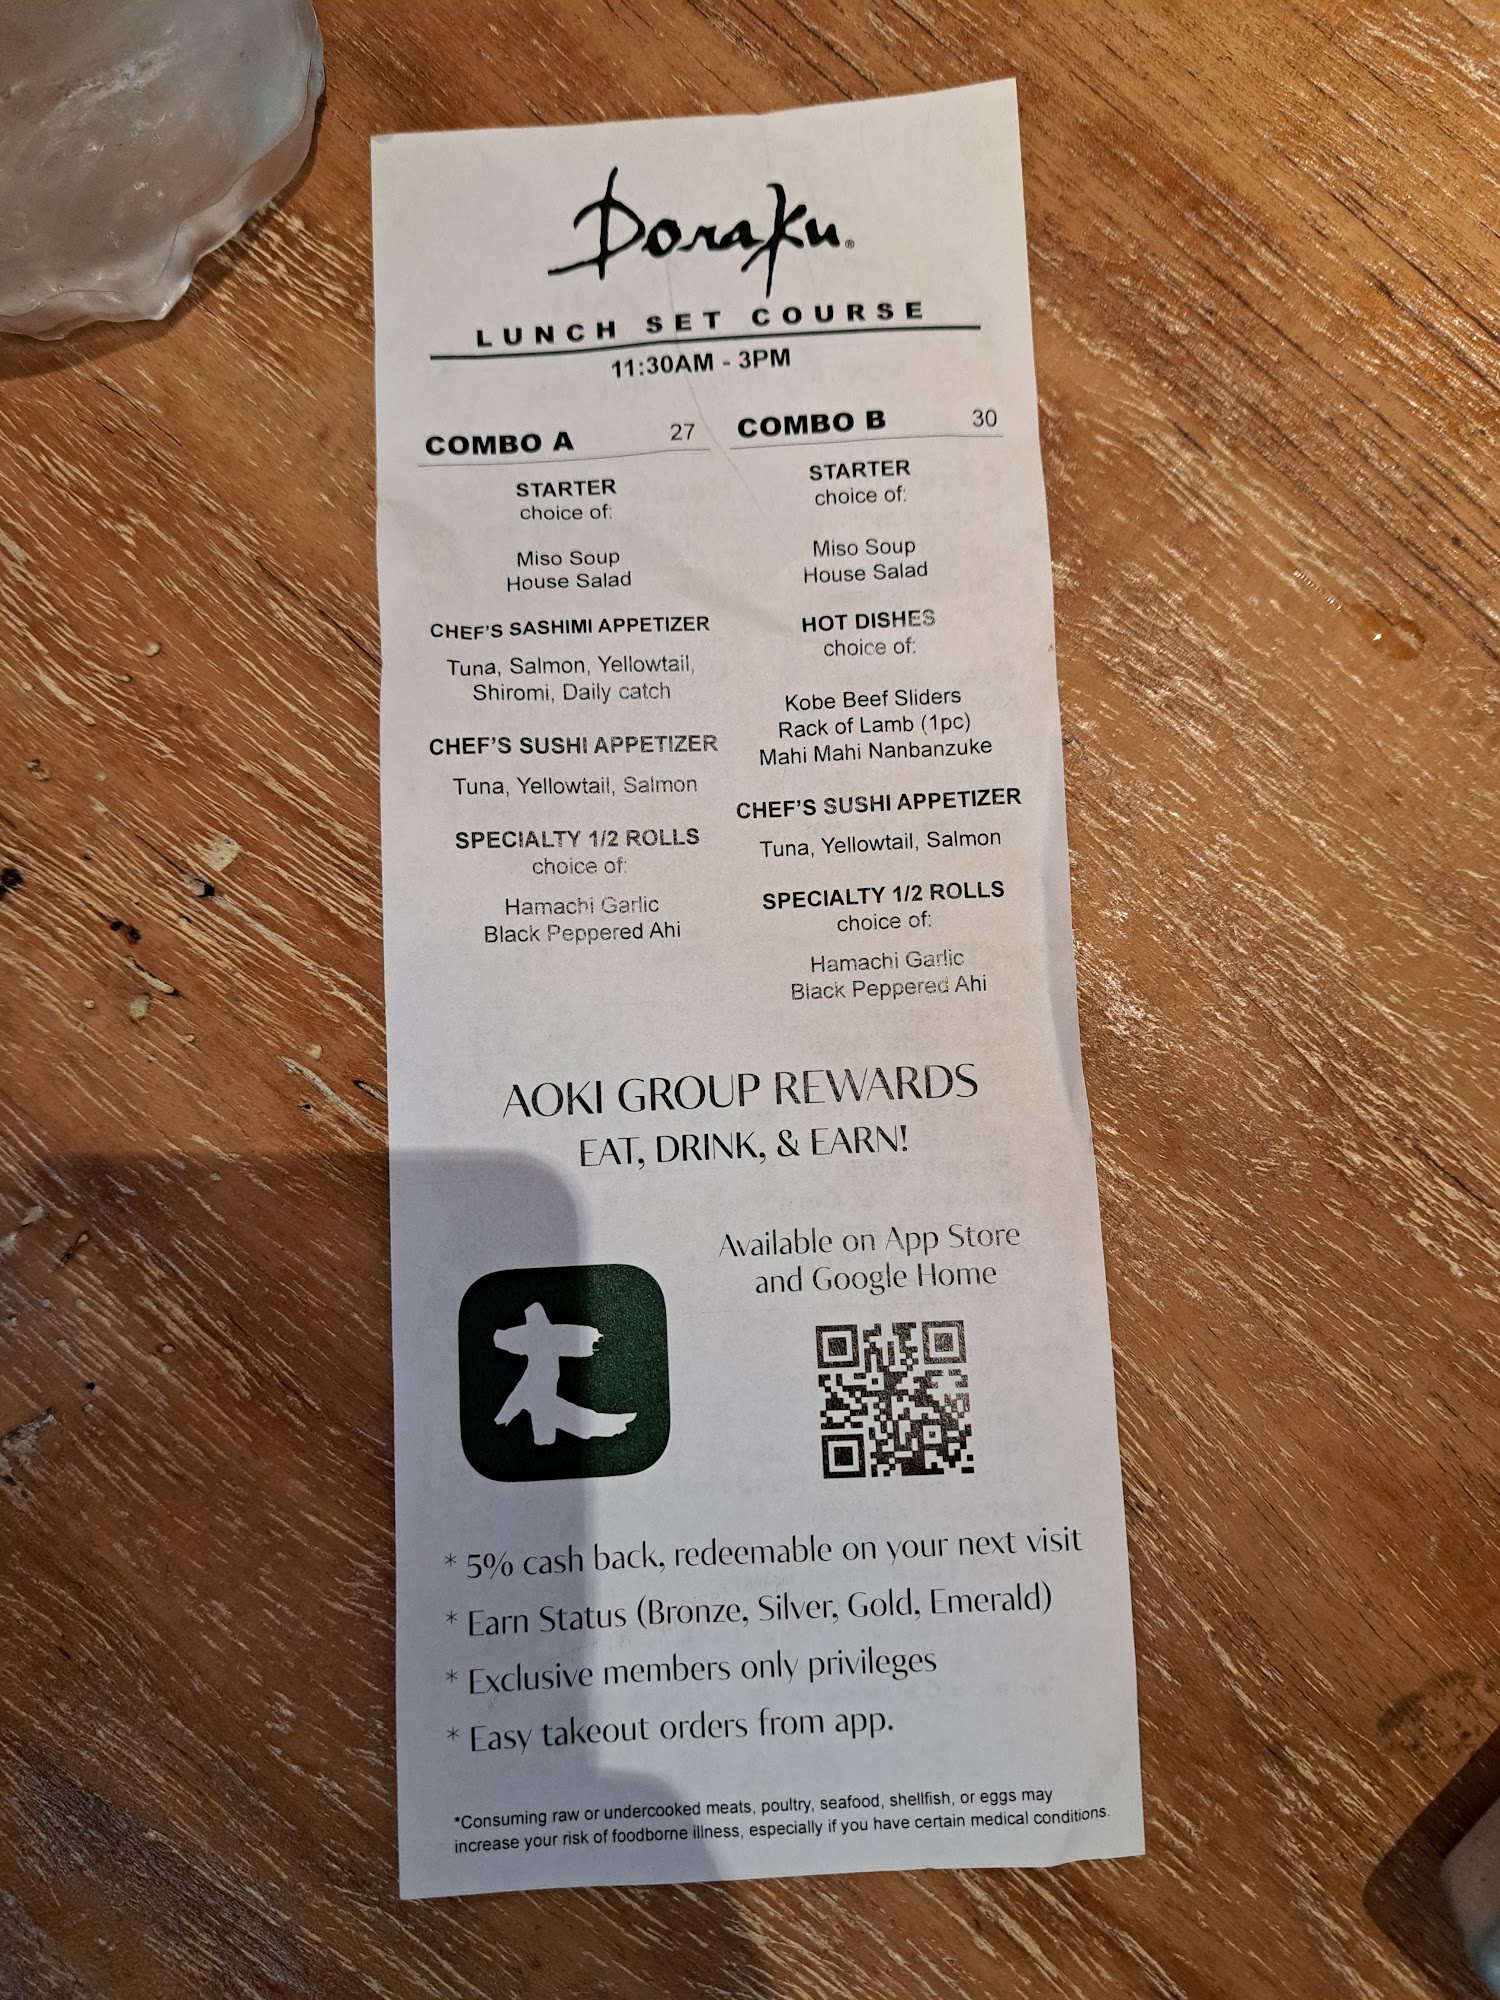 Doraku®
LUNCH SET COURSE
11:30AM - 3PM
COMBO A 27
STARTER
choice of:
Miso Soup
House Salad
CHEF'S SASHIMI APPETIZER
Tuna, Salmon, Yellowtail,
Shiromi, Daily catch
CHEF'S SUSHI APPETIZER
Tuna, Yellowtail, Salmon
SPECIALTY 1/2 ROLLS
choice of:
Hamachi Garlic
Black Peppered Ahi
COMBO B 30
STARTER
choice of:
Miso Soup
House Salad
HOT DISHES
choice of:
Kobe Beef Sliders
Rack of Lamb (1pc)
Mahi Mahi Nanbanzuke
CHEF'S SUSHI APPETIZER
Tuna, Yellowtail, Salmon
SPECIALTY 1/2 ROLLS
choice of:
Hamachi Garlic
Black Peppered Ahi
AOKI GROUP REWARDS
EAT, DRINK, & EARN!
Available on App Store
and Google Home
* 5% cash back, redeemable on your next visit
* Earn Status (Bronze, Silver, Gold, Emerald)
* Exclusive members only privileges
* Easy takeout orders from app.
*Consuming raw or undercooked meats, poultry, seafood, shellfish, or eggs may
increase your risk of foodborne illness, especially if you have certain medical conditions.